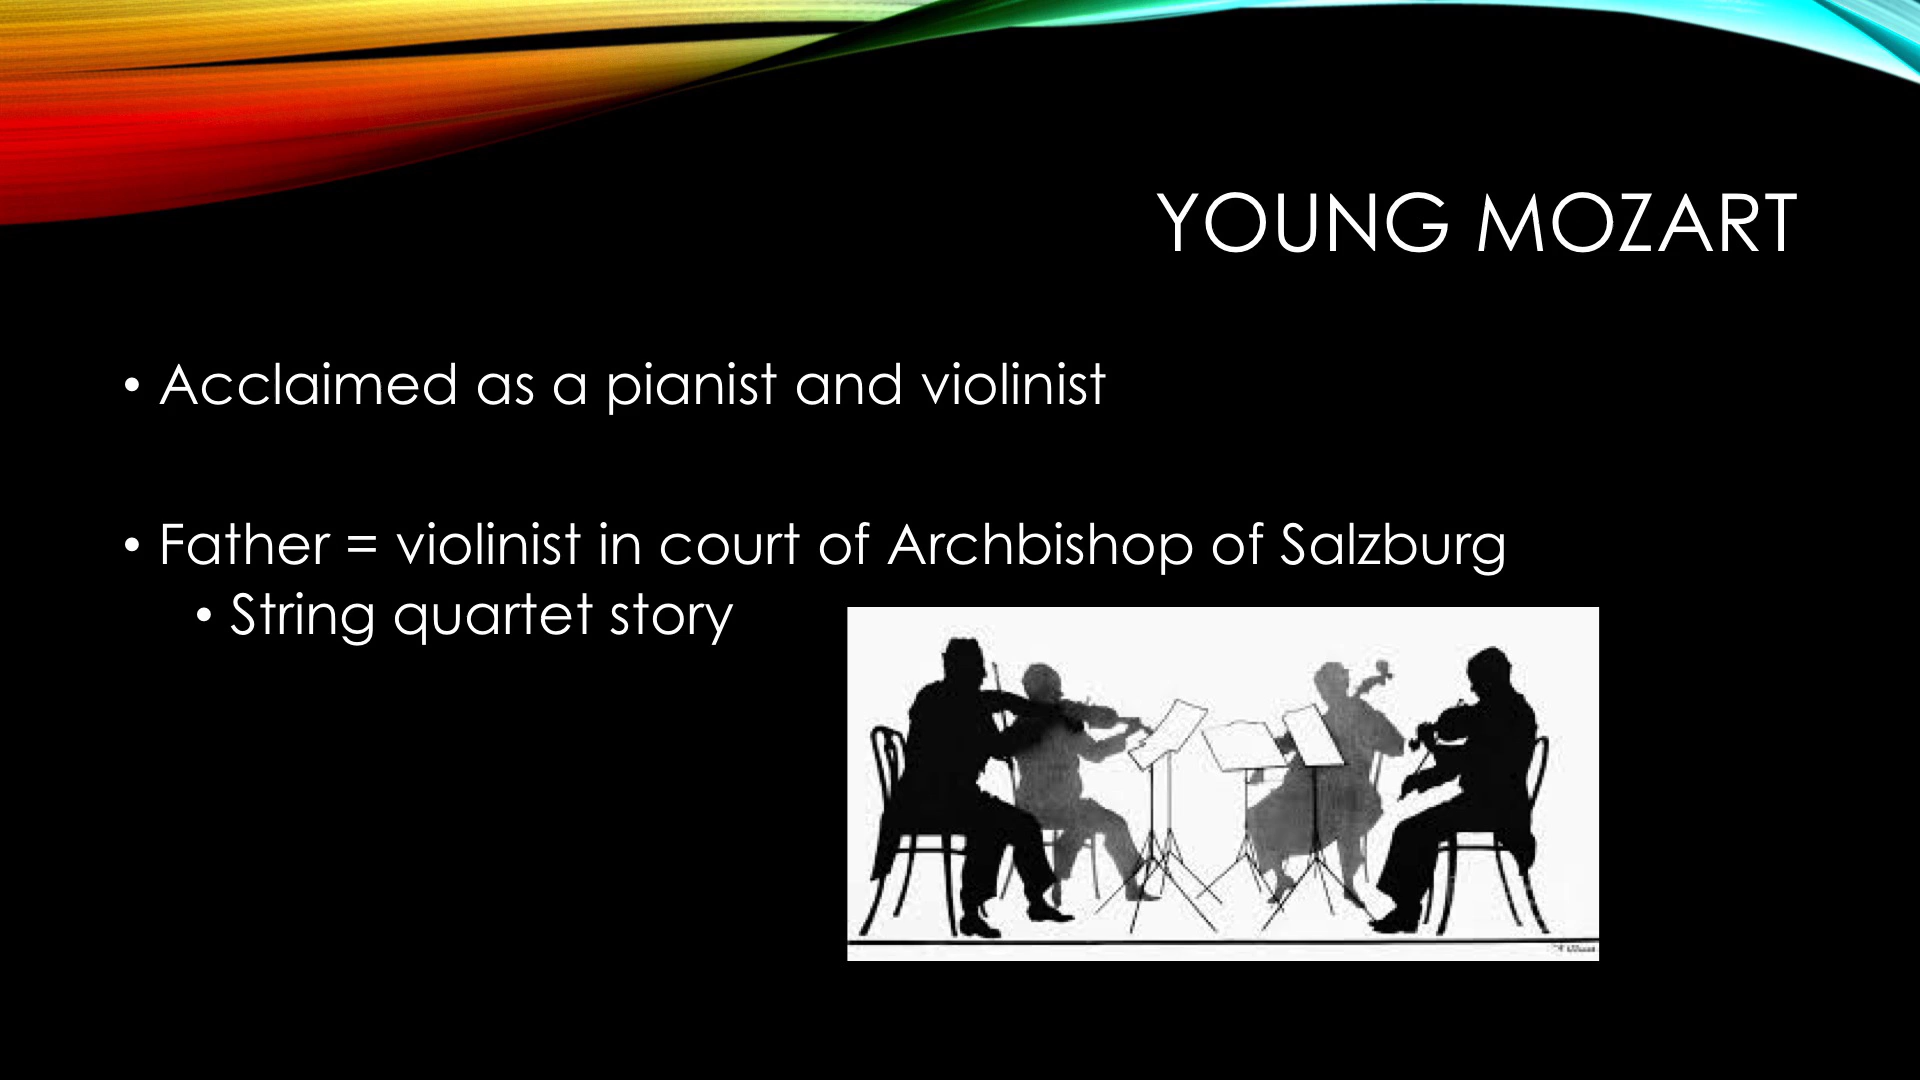 YOUNG MOZART
• Acclaimed as a pianist and violinist
• Father = violinist in court of Archbishop of Salzburg
• String quartet story